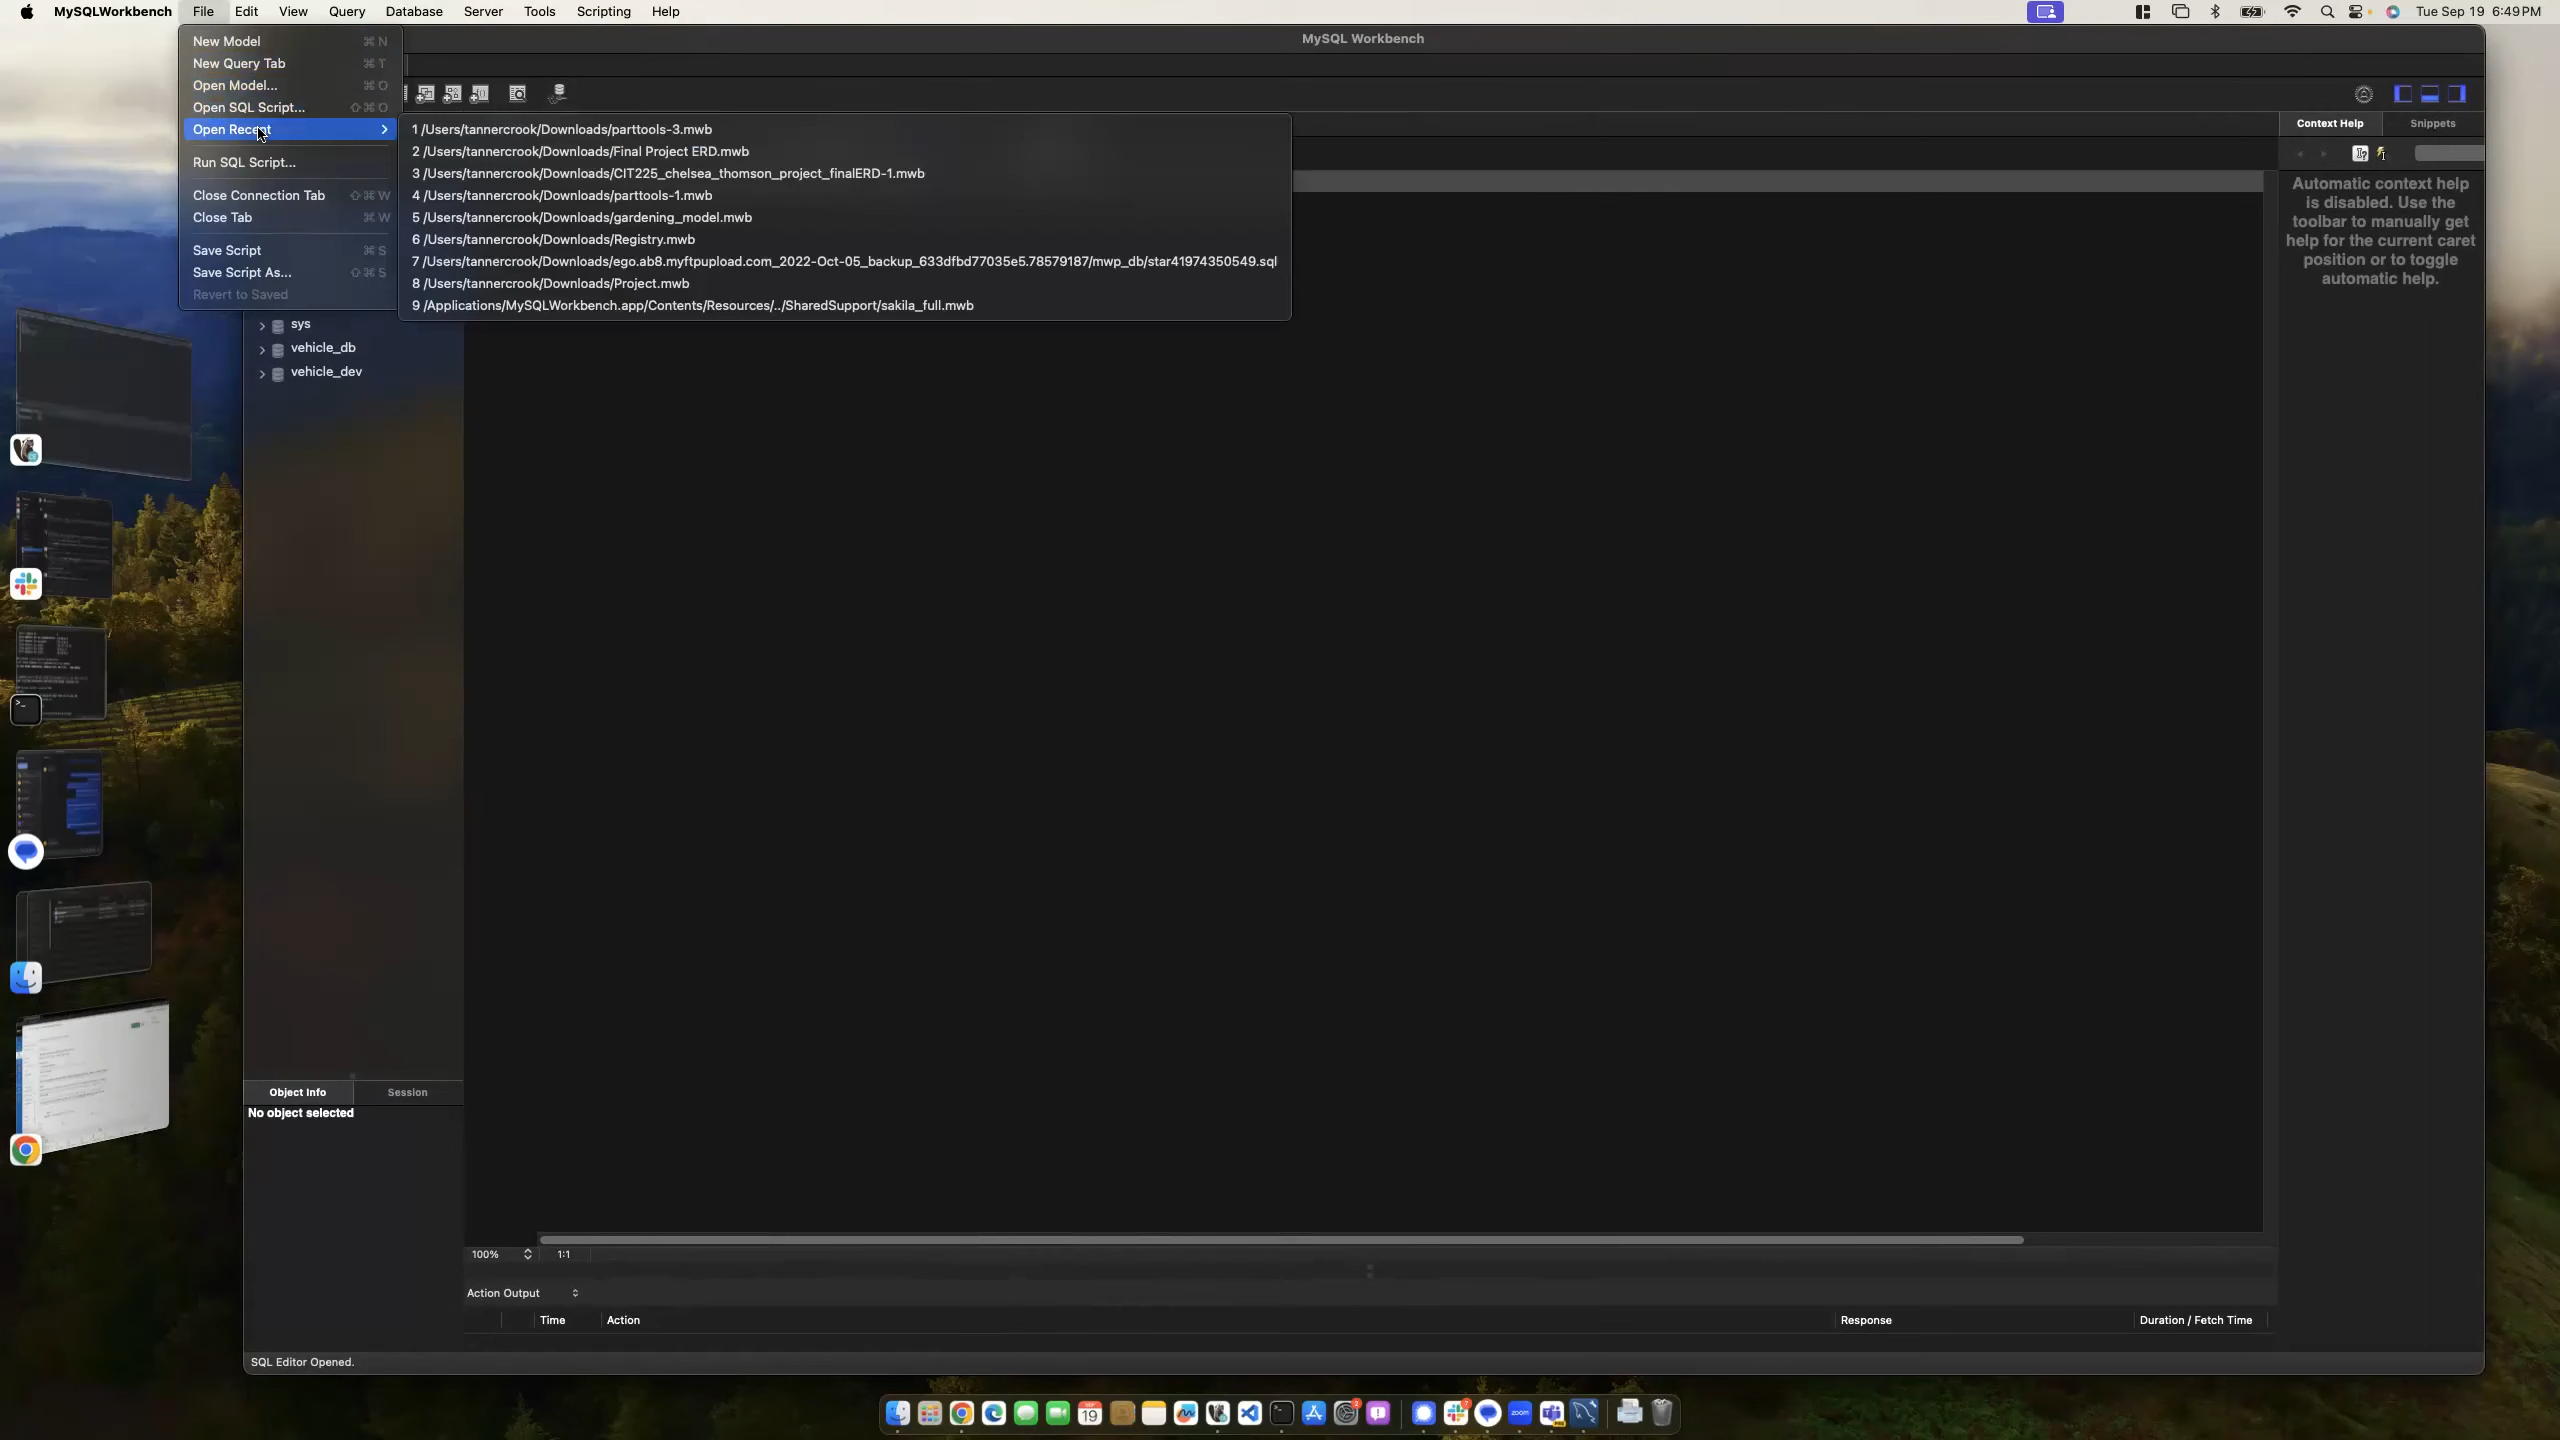 MySQLWorkbench File Edit View Query Database Server Tools Scripting Help Tue Sep 19 6:49 PM
MySQL Workbench
New Model ⌘ N
New Query Tab ⌘ T
Open Model... ⌘ O
Open SQL Script... ⇧ ⌘ O
Open Recent
Run SQL Script...
Close Connection Tab ⇧ ⌘ W
Close Tab ⌘ W
Save Script ⌘ S
Save Script As... ⇧ ⌘ S
Revert to Saved
1 /Users/tannercrook/Downloads/parttools-3.mwb
2 /Users/tannercrook/Downloads/Final Project ERD.mwb
3 /Users/tannercrook/Downloads/CIT225_chelsea_thomson_project_finalERD-1.mwb
4 /Users/tannercrook/Downloads/parttools-1.mwb
5 /Users/tannercrook/Downloads/gardening_model.mwb
6 /Users/tannercrook/Downloads/Registry.mwb
7 /Users/tannercrook/Downloads/ego.ab8.myftpupload.com_2022-Oct-05_backup_633dfbd77035e5.78579187/mwp_db/star41974350549.sql
8 /Users/tannercrook/Downloads/Project.mwb
9 /Applications/MySQLWorkbench.app/Contents/Resources/../SharedSupport/sakila_full.mwb
Context Help Snippets
Automatic context help
is disabled. Use the
toolbar to manually get
help for the current caret
position or to toggle
automatic help.
sys
vehicle_db
vehicle_dev
Object Info Session
No object selected
100% 1:1
Action Output
Time Action Response Duration / Fetch Time
SQL Editor Opened.
SEP
19
2
7
zoom